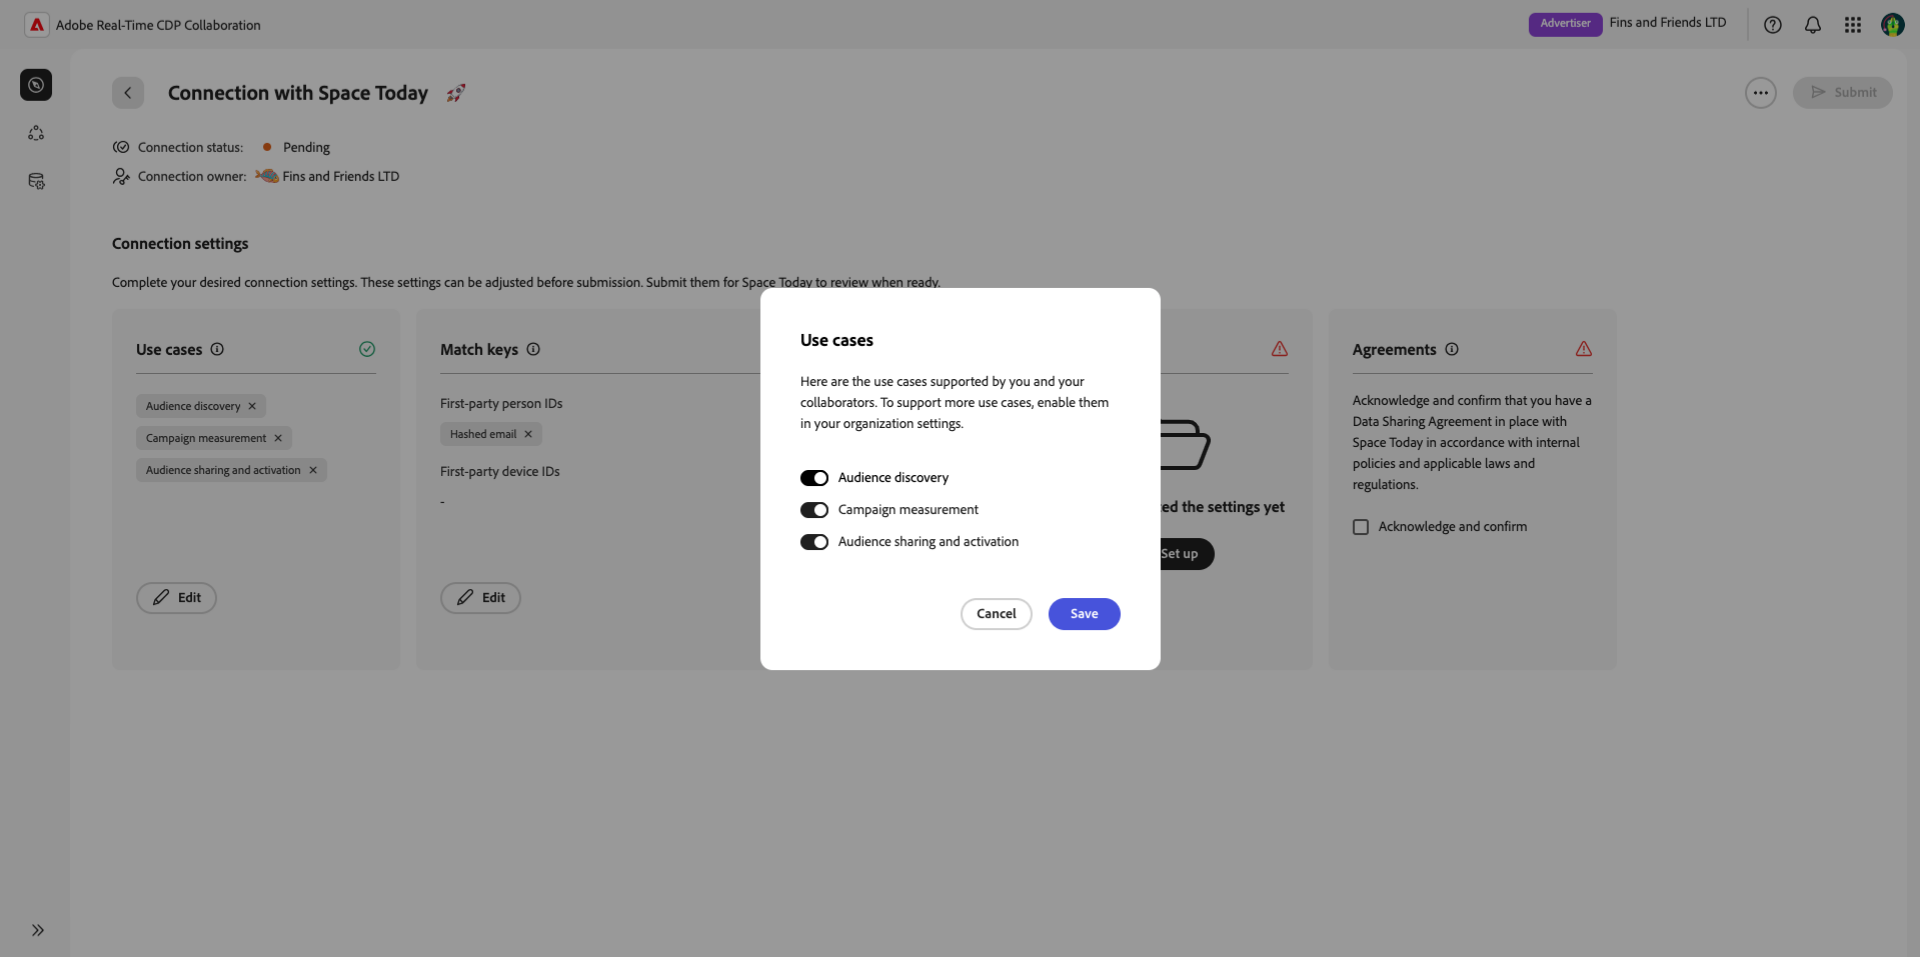 Adobe Real-Time CDP Collaboration
Advertiser
Fins and Friends LTD
Connection with Space Today
Submit
Connection status:
Pending
Connection owner:
Fins and Friends LTD
Connection settings
Complete your desired connection settings. These settings can be adjusted before submission. Submit them for Space Today to review when ready.
Use cases
Audience discovery
Campaign measurement
Audience sharing and activation
Edit
Match keys
First-party person IDs
Hashed email
First-party device IDs
-
Edit
Use cases
Here are the use cases supported by you and your
collaborators. To support more use cases, enable them
in your organization settings.
Audience discovery
Campaign measurement
Audience sharing and activation
Cancel
Save
the settings yet
Set up
Agreements
Acknowledge and confirm that you have a
Data Sharing Agreement in place with
Space Today in accordance with internal
policies and applicable laws and
regulations.
Acknowledge and confirm